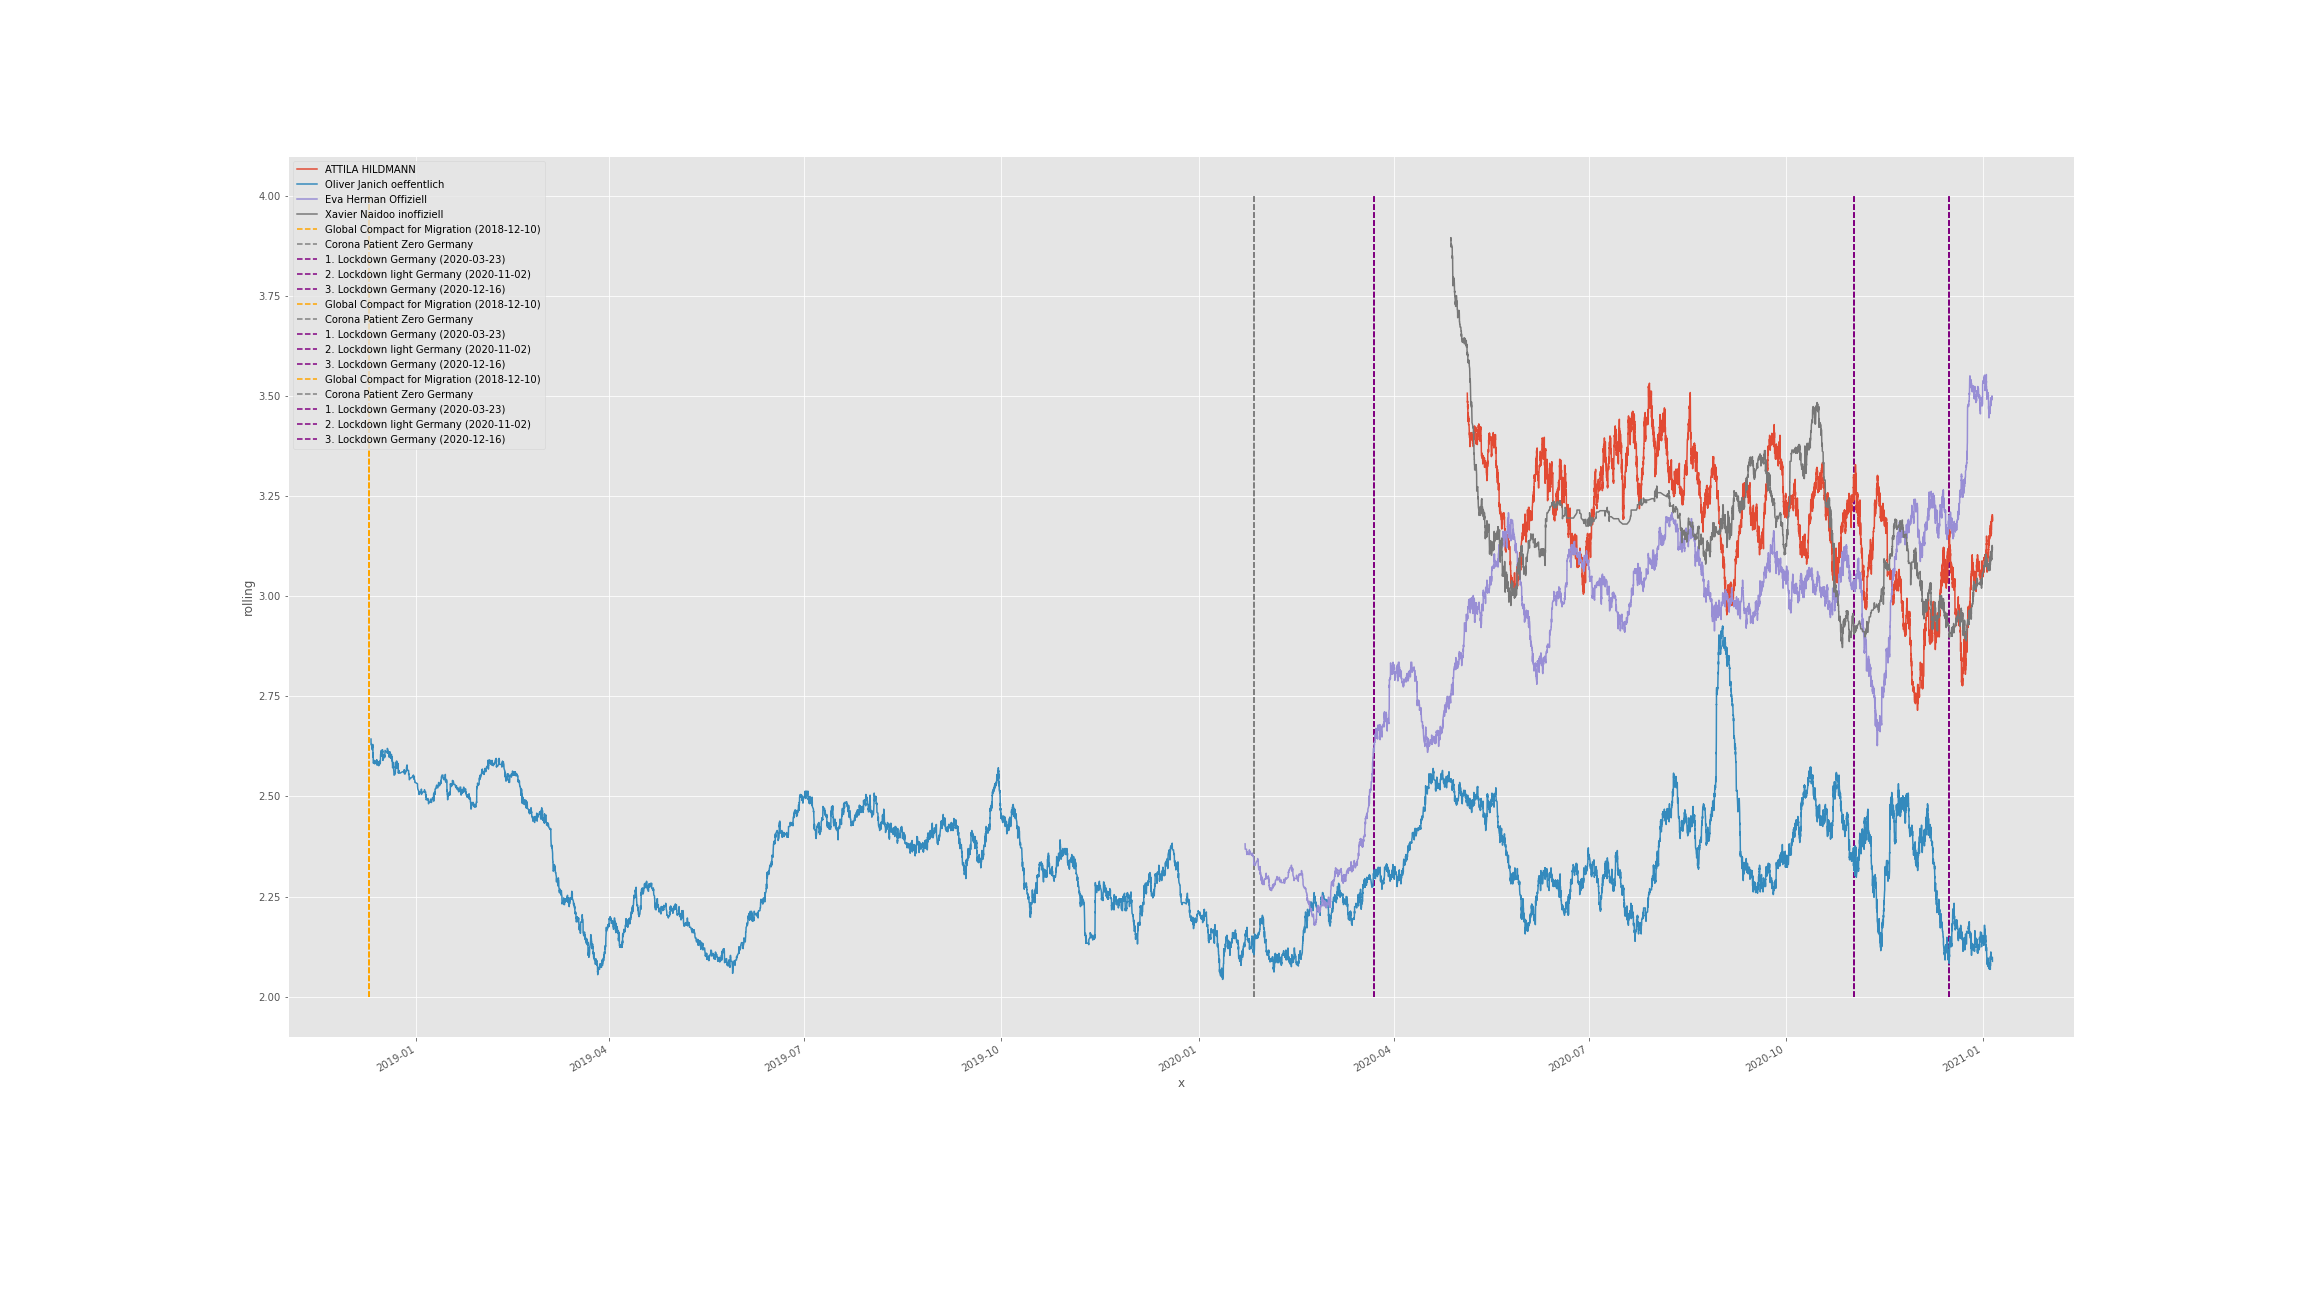 ATTILA HILDMANN
Oliver Janich oeffentlich
Eva Herman Offiziell
Xavier Naidoo inoffiziell
Global Compact for Migration (2018-12-10)
Corona Patient Zero Germany
1. Lockdown Germany (2020-03-23)
2. Lockdown light Germany (2020-11-02)
3. Lockdown Germany (2020-12-16)
Global Compact for Migration (2018-12-10)
Corona Patient Zero Germany
1. Lockdown Germany (2020-03-23)
2. Lockdown light Germany (2020-11-02)
3. Lockdown Germany (2020-12-16)
Global Compact for Migration (2018-12-10)
Corona Patient Zero Germany
1. Lockdown Germany (2020-03-23)
2. Lockdown light Germany (2020-11-02)
3. Lockdown Germany (2020-12-16)
4.00
3.75
3.50
3.25
3.00
2.75
2.50
2.25
2.00
rolling
2019-01
2019-04
2019-07
2019-10
2020-01
2020-04
2020-07
2020-10
2021-01
x